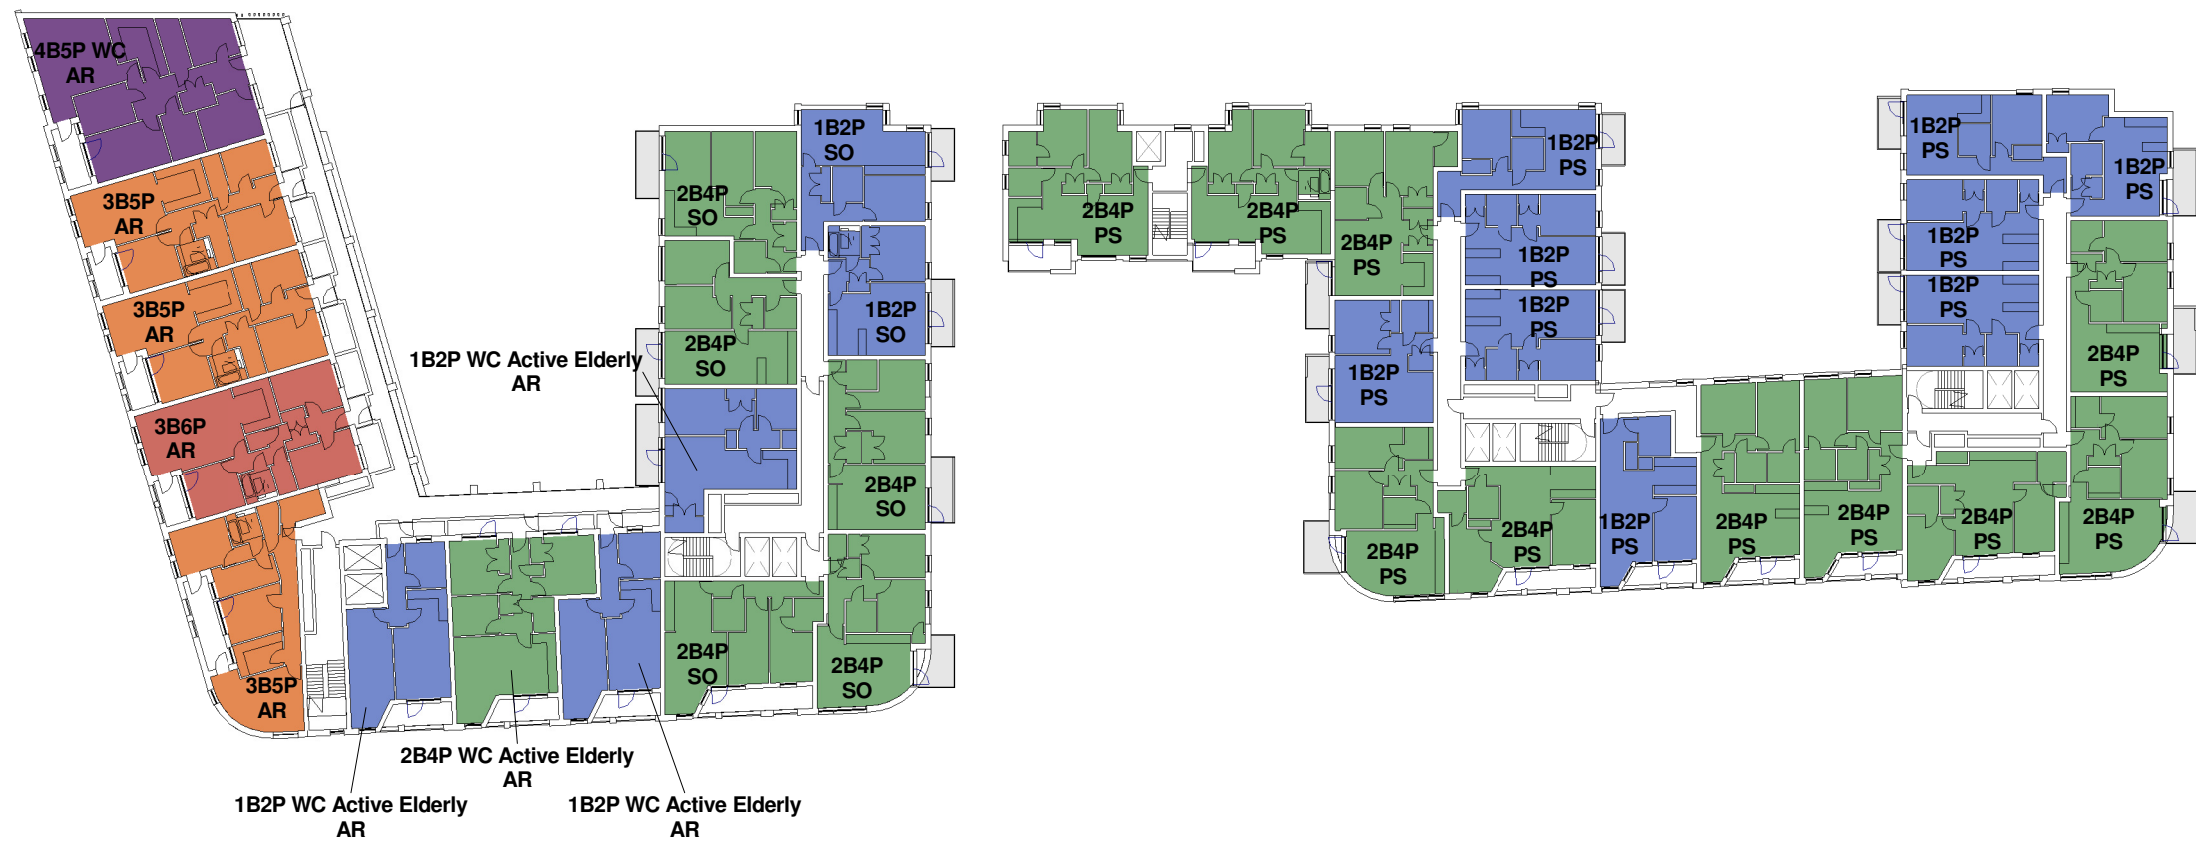 4B5P WC
AR
3B5P
AR
3B5P
AR
3B6P
AR
3B5P
AR
1B2P WC Active Elderly
AR
2B4P WC Active Elderly
AR
1B2P WC Active Elderly
AR
1B2P WC Active Elderly
AR
2B4P
SO
1B2P
SO
1B2P
SO
2B4P
SO
2B4P
SO
2B4P
SO
2B4P
SO
2B4P
PS
2B4P
PS
2B4P
PS
1B2P
PS
1B2P
PS
1B2P
PS
1B2P
PS
2B4P
PS
2B4P
PS
1B2P
PS
2B4P
PS
2B4P
PS
2B4P
PS
2B4P
PS
1B2P
PS
1B2P
PS
1B2P
PS
1B2P
PS
2B4P
PS